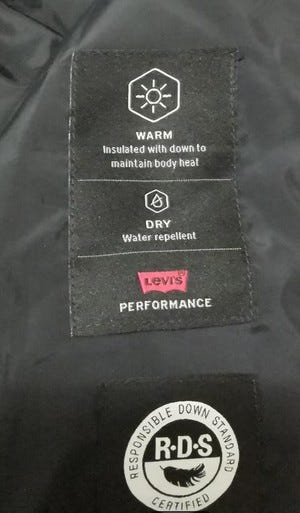 WARM
Insulated with down to
maintain body heat
DRY
Water repellent
Levi's®
PERFORMANCE
RESPONSIBLE DOWN STANDARD
R·D·S
CERTIFIED